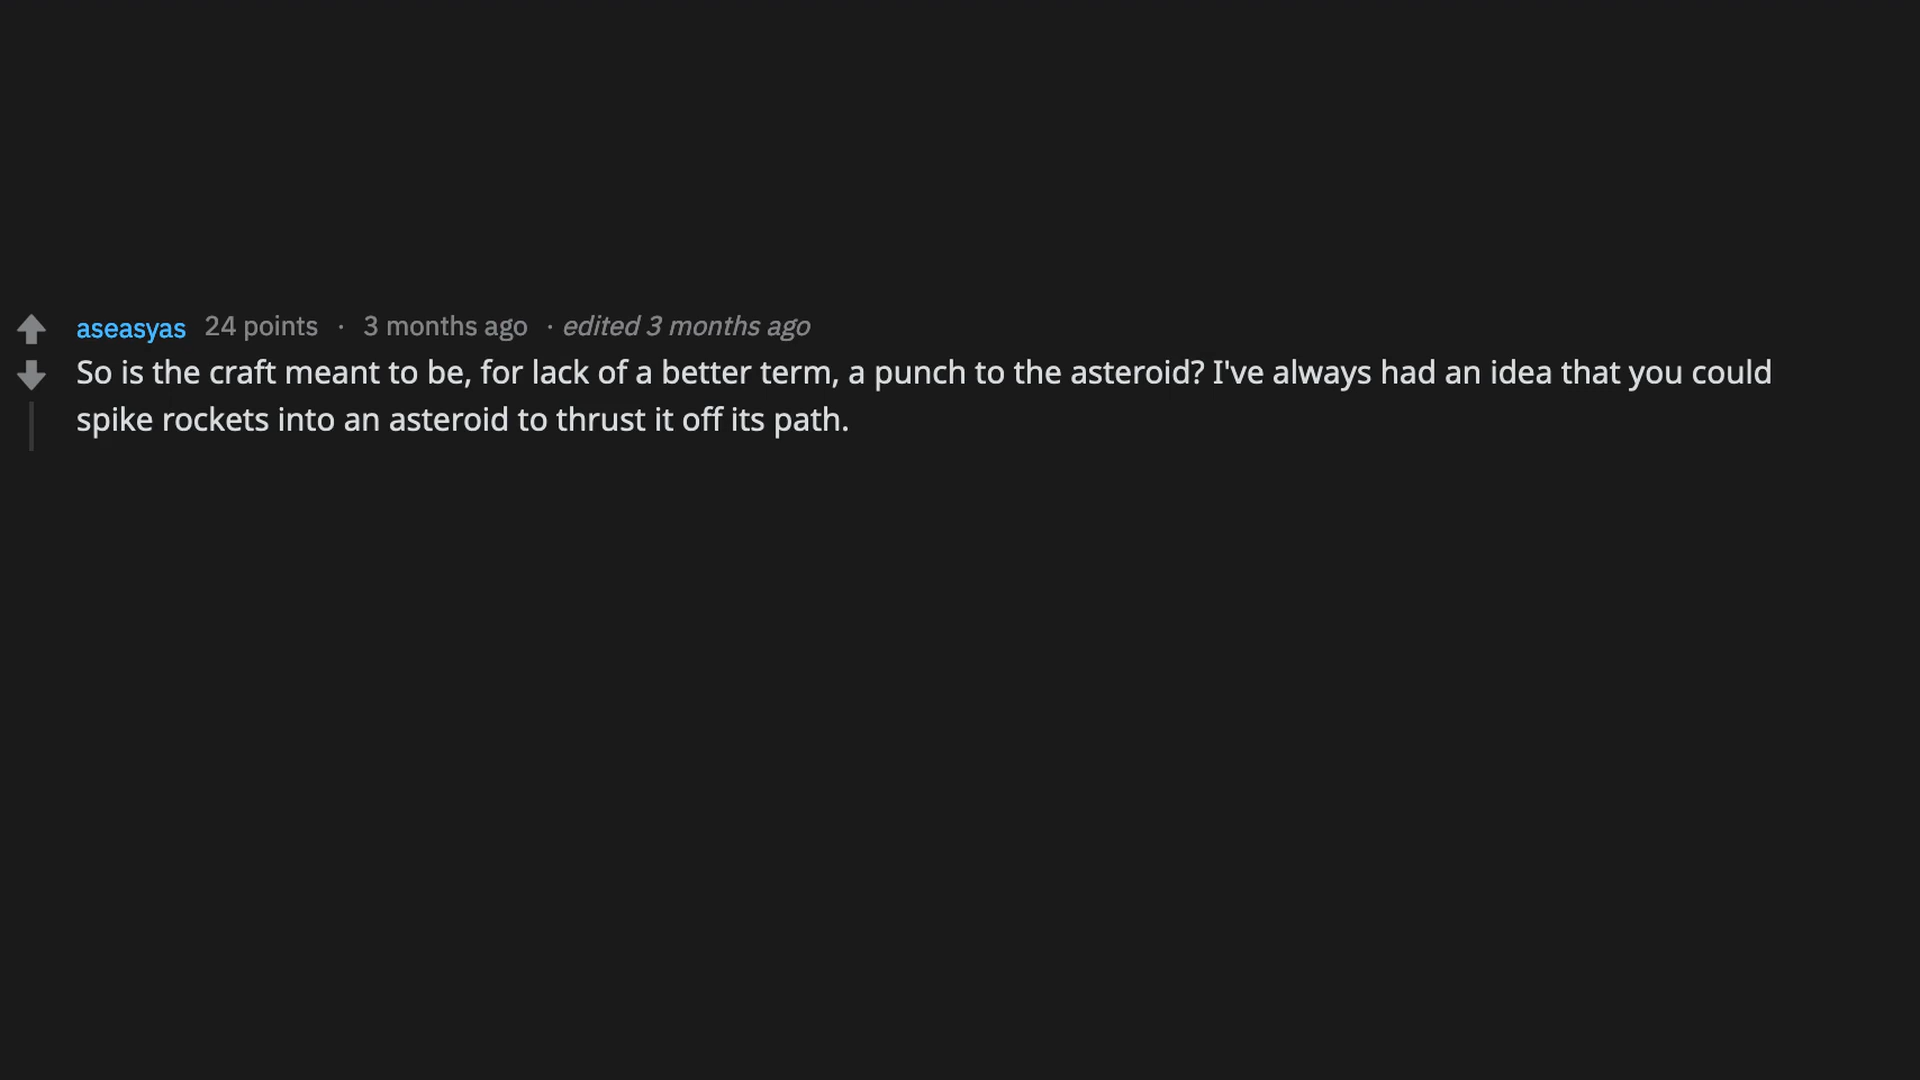 aseasyas 24 points · 3 months ago · edited 3 months ago
So is the craft meant to be, for lack of a better term, a punch to the asteroid? I've always had an idea that you could
spike rockets into an asteroid to thrust it off its path.